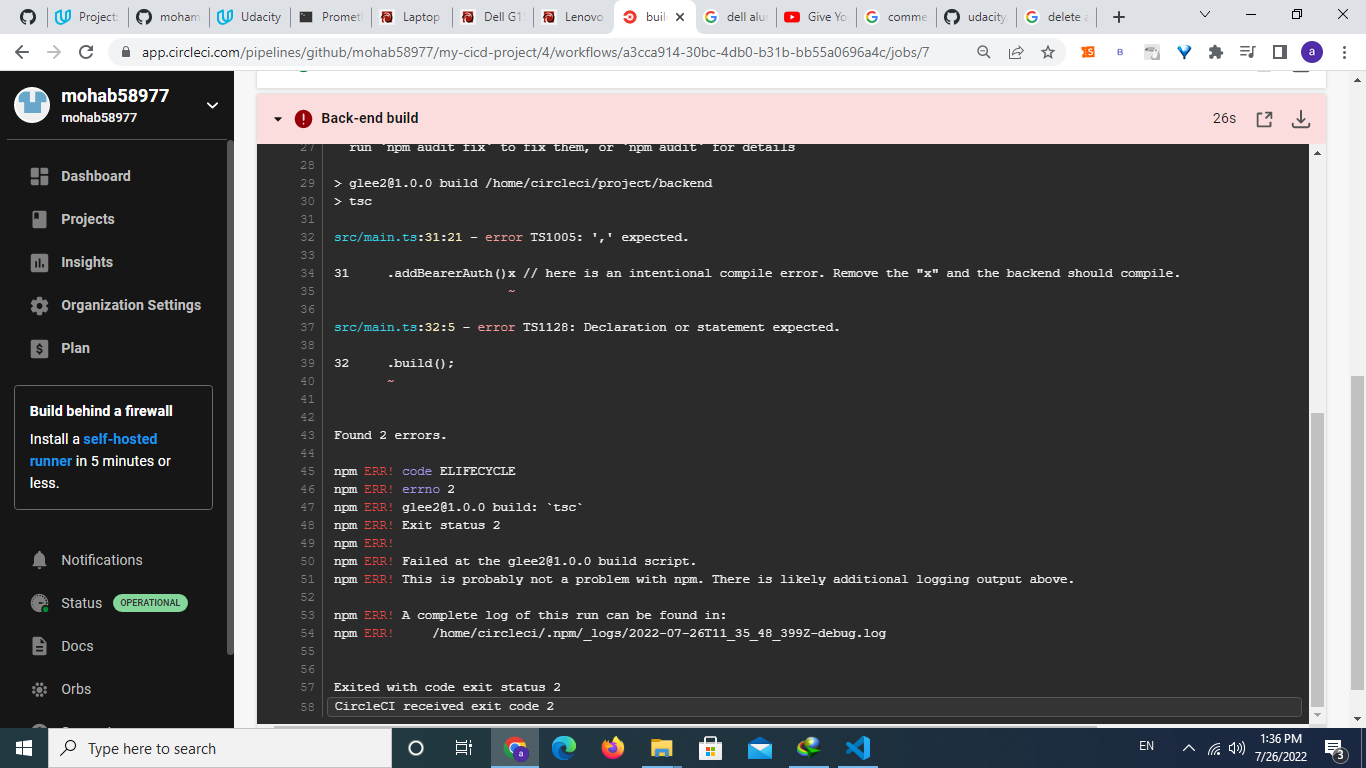 Project:
moham
Udacity
Prometh
Laptop
Dell G15
Lenovo
buil
dell alu
Give Yo
comme
udacity
delete a
app.circleci.com/pipelines/github/mohab58977/my-cicd-project/4/workflows/a3cca914-30bc-4db0-b31b-bb55a0696a4c/jobs/7
mohab58977
mohab58977
Dashboard
Projects
Insights
Organization Settings
Plan
Build behind a firewall
Install a self-hosted
runner in 5 minutes or
less.
Notifications
Status OPERATIONAL
Docs
Orbs
Back-end build 26s
27 run `npm audit fix` to fix them, or `npm audit` for details
28
29 > glee2@1.0.0 build /home/circleci/project/backend
30 > tsc
31
32 src/main.ts:31:21 - error TS1005: ',' expected.
33
34 31 .addBearerAuth()x // here is an intentional compile error. Remove the "x" and the backend should compile.
35 ~
36
37 src/main.ts:32:5 - error TS1128: Declaration or statement expected.
38
39 32 .build();
40 ~
41
42
43 Found 2 errors.
44
45 npm ERR! code ELIFECYCLE
46 npm ERR! errno 2
47 npm ERR! glee2@1.0.0 build: `tsc`
48 npm ERR! Exit status 2
49 npm ERR!
50 npm ERR! Failed at the glee2@1.0.0 build script.
51 npm ERR! This is probably not a problem with npm. There is likely additional logging output above.
52
53 npm ERR! A complete log of this run can be found in:
54 npm ERR! /home/circleci/.npm/_logs/2022-07-26T11_35_48_399Z-debug.log
55
56
57 Exited with code exit status 2
58 CircleCI received exit code 2
Type here to search
EN
1:36 PM
7/26/2022
3